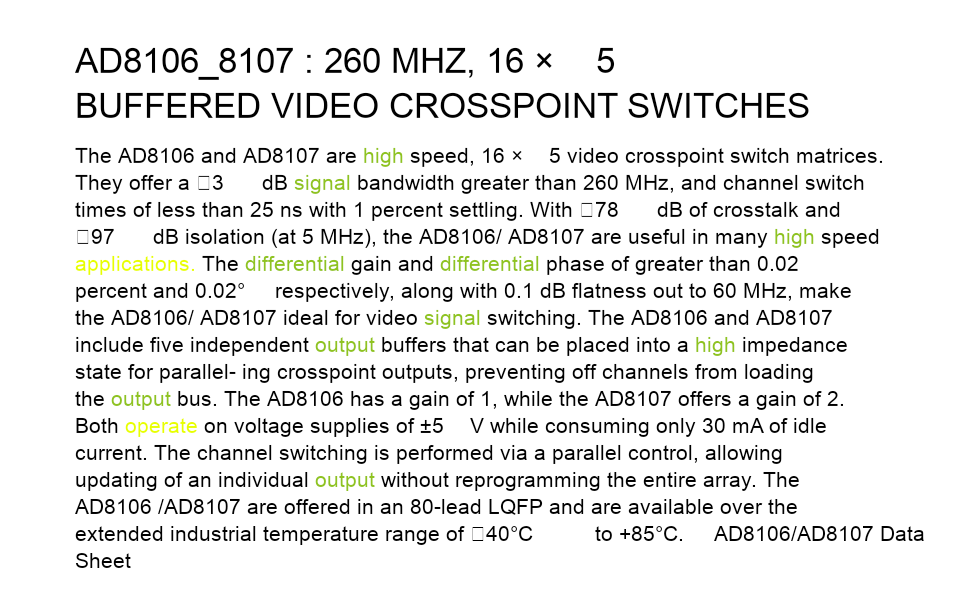 AD8106_8107 : 260 MHZ, 16 × 5
BUFFERED VIDEO CROSSPOINT SWITCHES
The AD8106 and AD8107 are high speed, 16 × 5 video crosspoint switch matrices.
They offer a □3 dB signal bandwidth greater than 260 MHz, and channel switch
times of less than 25 ns with 1 percent settling. With □78 dB of crosstalk and
□97 dB isolation (at 5 MHz), the AD8106/ AD8107 are useful in many high speed
applications. The differential gain and differential phase of greater than 0.02
percent and 0.02° respectively, along with 0.1 dB flatness out to 60 MHz, make
the AD8106/ AD8107 ideal for video signal switching. The AD8106 and AD8107
include five independent output buffers that can be placed into a high impedance
state for parallel- ing crosspoint outputs, preventing off channels from loading
the output bus. The AD8106 has a gain of 1, while the AD8107 offers a gain of 2.
Both operate on voltage supplies of ±5 V while consuming only 30 mA of idle
current. The channel switching is performed via a parallel control, allowing
updating of an individual output without reprogramming the entire array. The
AD8106 /AD8107 are offered in an 80-lead LQFP and are available over the
extended industrial temperature range of □40°C to +85°C. AD8106/AD8107 Data
Sheet